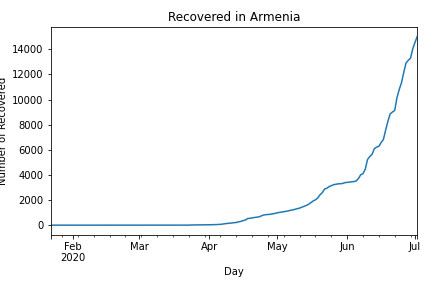 Recovered in Armenia
Number of Recovered
14000
12000
10000
8000
6000
4000
2000
0
Feb
2020
Mar
Apr
May
Jun
Jul
Day